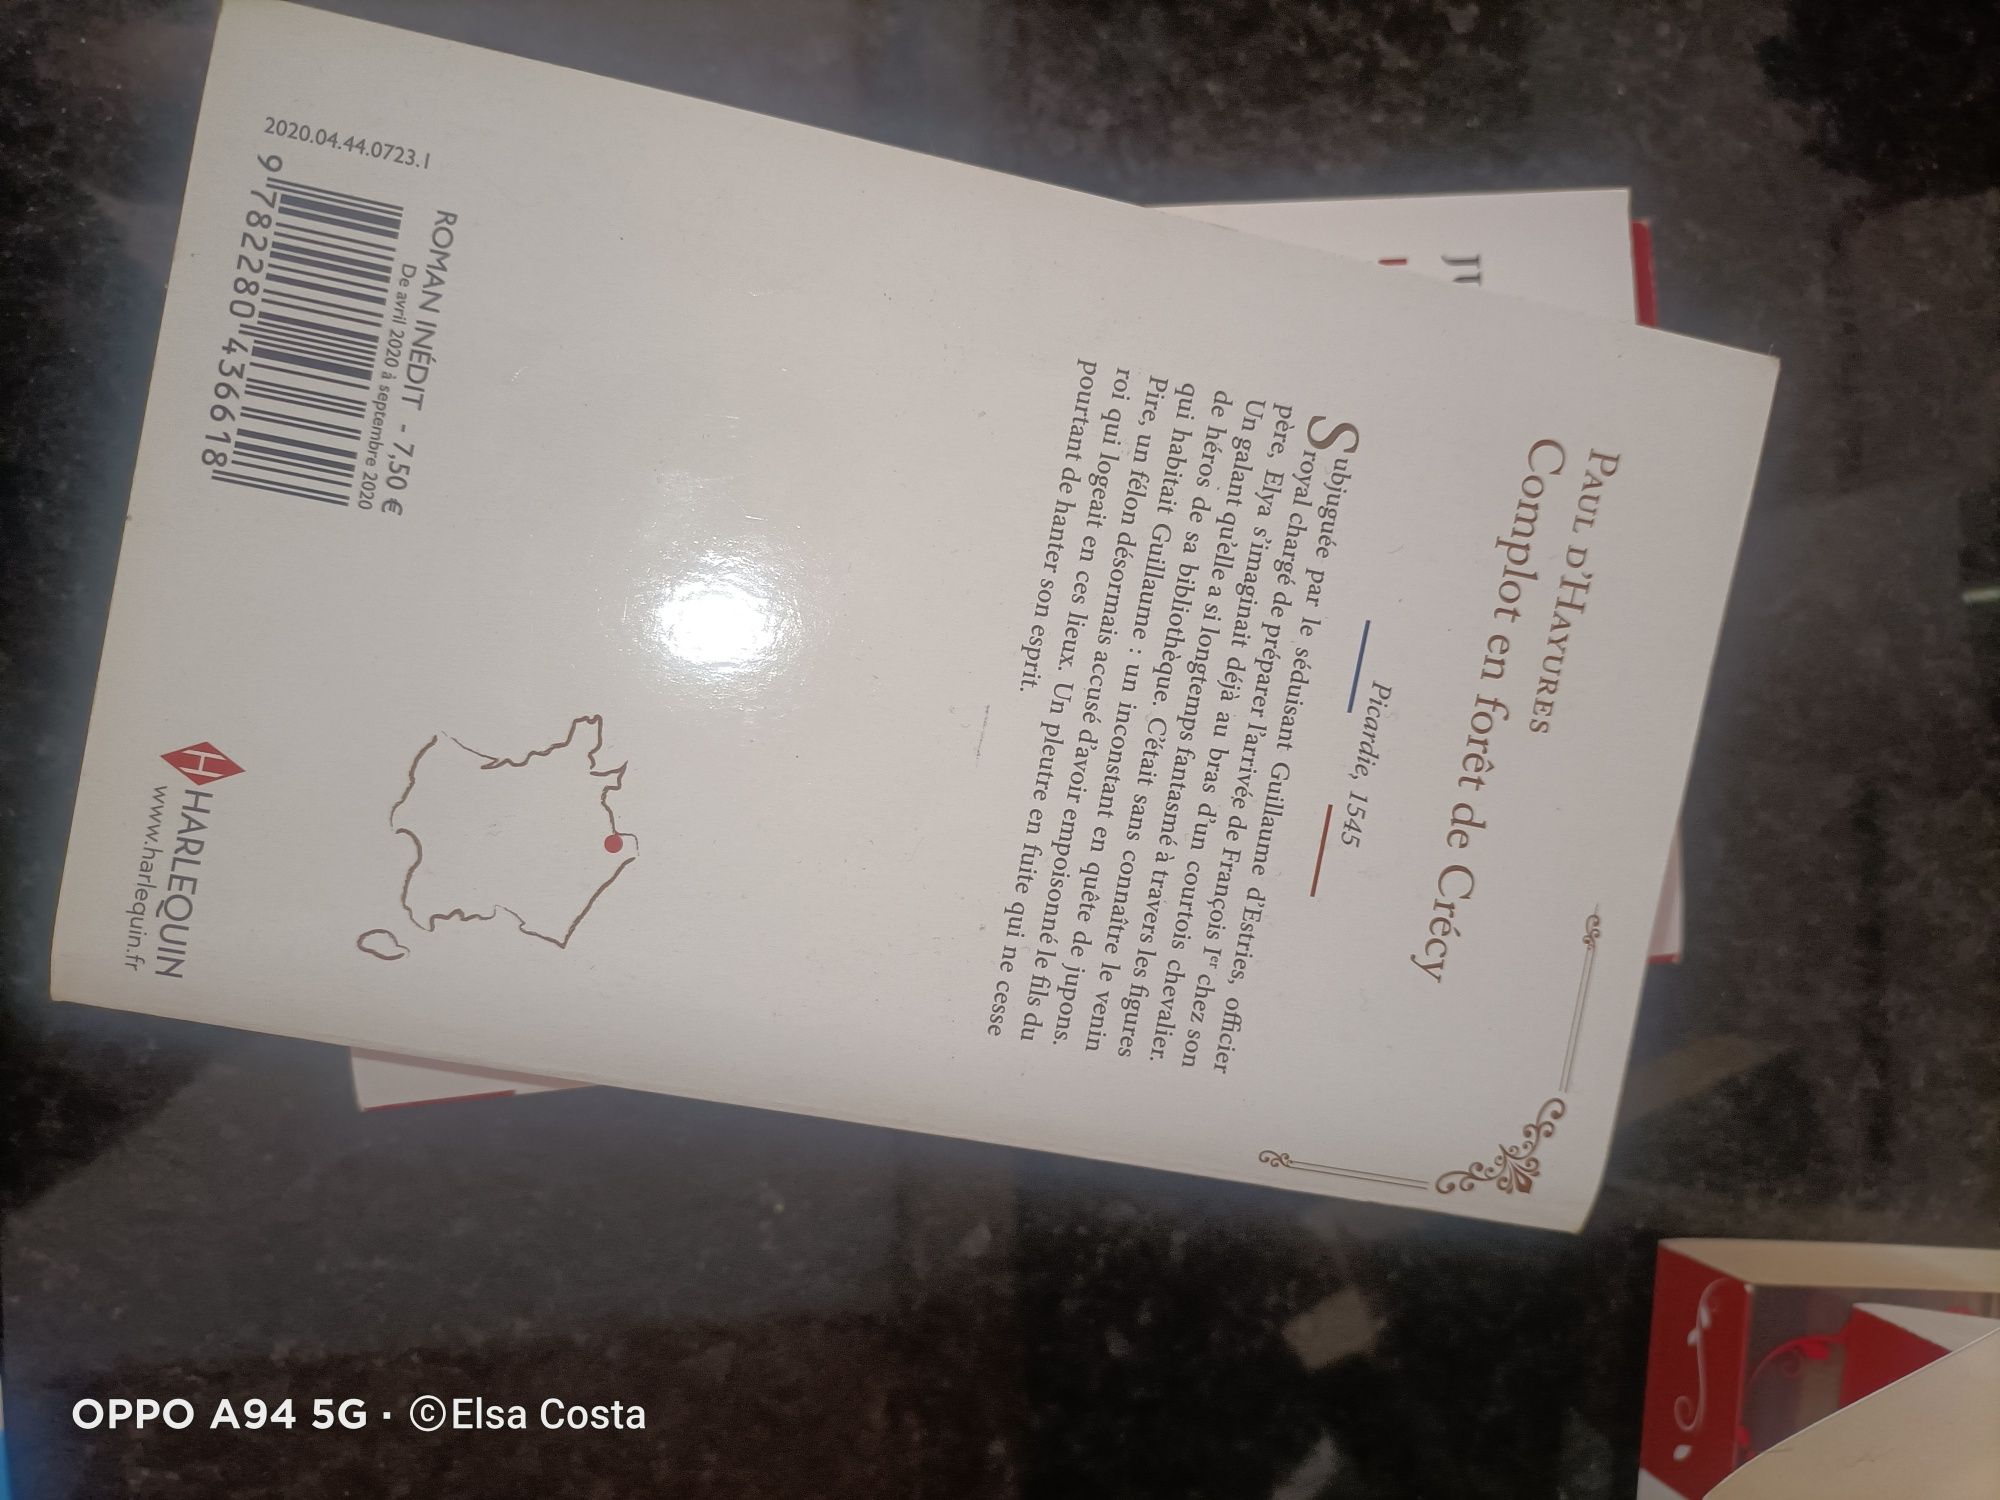 PAUL D'HAYURES
Complot en forêt de Crécy
Picardie, 1545
Subjuguée par le séduisant Guillaume d'Estries, officier
royal chargé de préparer l'arrivée de François Ier chez son
père, Elya s'imaginait déjà au bras d'un courtois chevalier.
Un galant qu'elle a si longtemps fantasmé à travers les figures
de héros de sa bibliothèque. C'était sans connaître le venin
qui habitait Guillaume : un inconstant en quête de jupons.
Pire, un félon désormais accusé d'avoir empoisonné le fils du
roi qui logeait en ces lieux. Un pleutre en fuite qui ne cesse
pourtant de hanter son esprit.
ROMAN INÉDIT - 7,50 €
De avril 2020 à septembre 2020
2020.04.44.0723.1
9 782280 436618
HARLEQUIN
www.harlequin.fr
JU
OPPO A94 5G · ©Elsa Costa